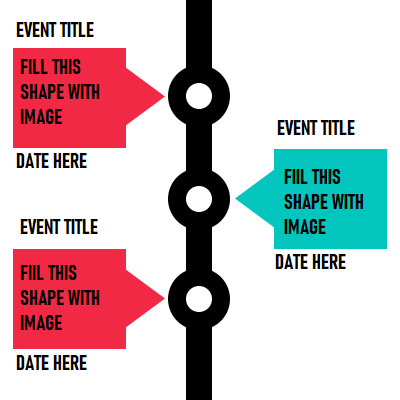 EVENT TITLE
FILL THIS
SHAPE WITH
IMAGE
DATE HERE
EVENT TITLE
FIIL THIS
SHAPE WITH
IMAGE
DATE HERE
EVENT TITLE
FIIL THIS
SHAPE WITH
IMAGE
DATE HERE